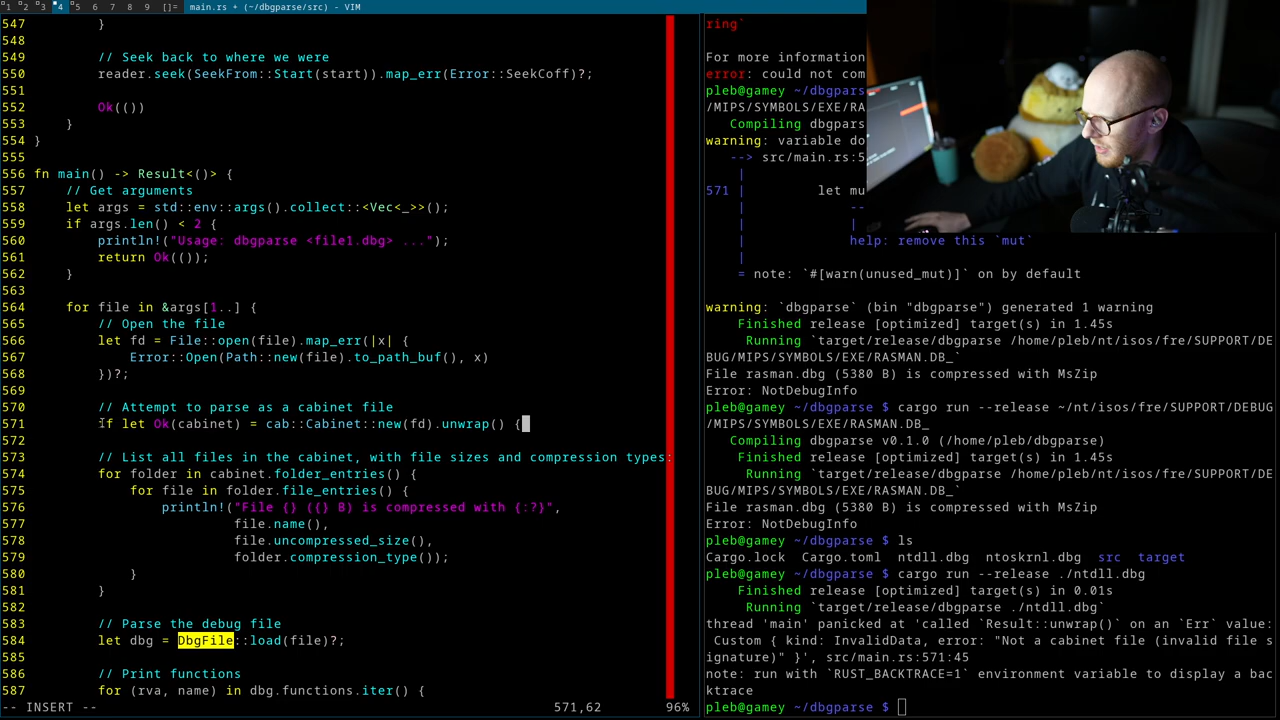 1 2 3 4 5 6 7 8 9 []= main.rs + (~/dbgparse/src) - VIM
547 }
548
549 // Seek back to where we were
550 reader.seek(SeekFrom::Start(start)).map_err(Error::SeekCoff)?;
551
552 Ok(())
553 }
554 }
555
556 fn main() -> Result<()> {
557 // Get arguments
558 let args = std::env::args().collect::<Vec<_>>();
559 if args.len() < 2 {
560 println!("Usage: dbgparse <file1.dbg> ...");
561 return Ok(());
562 }
563
564 for file in &args[1..] {
565 // Open the file
566 let fd = File::open(file).map_err(|x| {
567 Error::Open(Path::new(file).to_path_buf(), x)
568 })?;
569
570 // Attempt to parse as a cabinet file
571 if let Ok(cabinet) = cab::Cabinet::new(fd).unwrap() {
572
573 // List all files in the cabinet, with file sizes and compression types:
574 for folder in cabinet.folder_entries() {
575 for file in folder.file_entries() {
576 println!("File {} ({} B) is compressed with {:?}",
577 file.name(),
578 file.uncompressed_size(),
579 folder.compression_type());
580 }
581 }
582
583 // Parse the debug file
584 let dbg = DbgFile::load(file)?;
585
586 // Print functions
587 for (rva, name) in dbg.functions.iter() {
-- INSERT -- 571,62 96%
ring`
For more information
error: could not com
pleb@gamey ~/dbgpars
/MIPS/SYMBOLS/EXE/RA
Compiling dbgpars
warning: variable do
--> src/main.rs:5
|
571 | let mu
| --
| |
| help: remove this `mut`
|
= note: `#[warn(unused_mut)]` on by default
warning: `dbgparse` (bin "dbgparse") generated 1 warning
Finished release [optimized] target(s) in 1.45s
Running `target/release/dbgparse /home/pleb/nt/isos/fre/SUPPORT/DE
BUG/MIPS/SYMBOLS/EXE/RASMAN.DB_`
File rasman.dbg (5380 B) is compressed with MsZip
Error: NotDebugInfo
pleb@gamey ~/dbgparse $ cargo run --release ~/nt/isos/fre/SUPPORT/DEBUG
/MIPS/SYMBOLS/EXE/RASMAN.DB_
Compiling dbgparse v0.1.0 (/home/pleb/dbgparse)
Finished release [optimized] target(s) in 1.45s
Running `target/release/dbgparse /home/pleb/nt/isos/fre/SUPPORT/DE
BUG/MIPS/SYMBOLS/EXE/RASMAN.DB_`
File rasman.dbg (5380 B) is compressed with MsZip
Error: NotDebugInfo
pleb@gamey ~/dbgparse $ ls
Cargo.lock Cargo.toml ntdll.dbg ntoskrnl.dbg src target
pleb@gamey ~/dbgparse $ cargo run --release ./ntdll.dbg
Finished release [optimized] target(s) in 0.01s
Running `target/release/dbgparse ./ntdll.dbg`
thread 'main' panicked at 'called `Result::unwrap()` on an `Err` value:
Custom { kind: InvalidData, error: "Not a cabinet file (invalid file s
ignature)" }', src/main.rs:571:45
note: run with `RUST_BACKTRACE=1` environment variable to display a bac
ktrace
pleb@gamey ~/dbgparse $